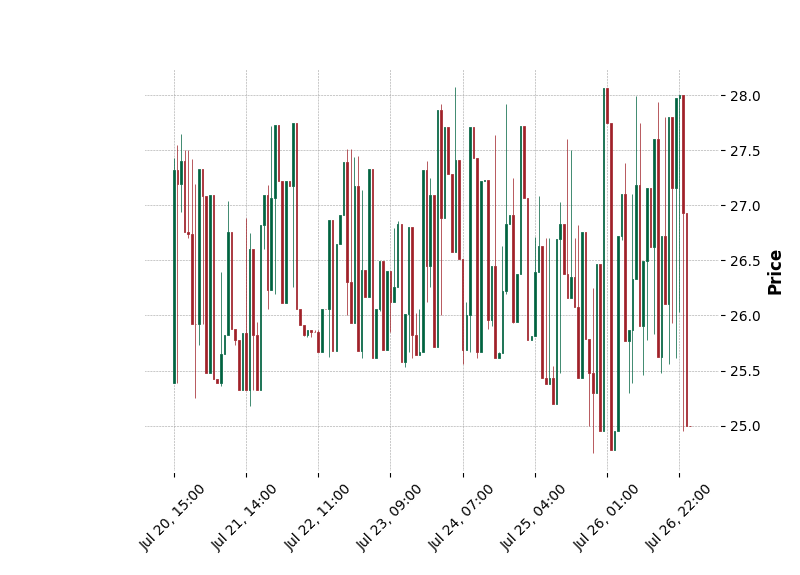 28.0
27.5
27.0
26.5
26.0
25.5
25.0
Price
Jul 20, 15:00
Jul 21, 14:00
Jul 22, 11:00
Jul 23, 09:00
Jul 24, 07:00
Jul 25, 04:00
Jul 26, 01:00
Jul 26, 22:00